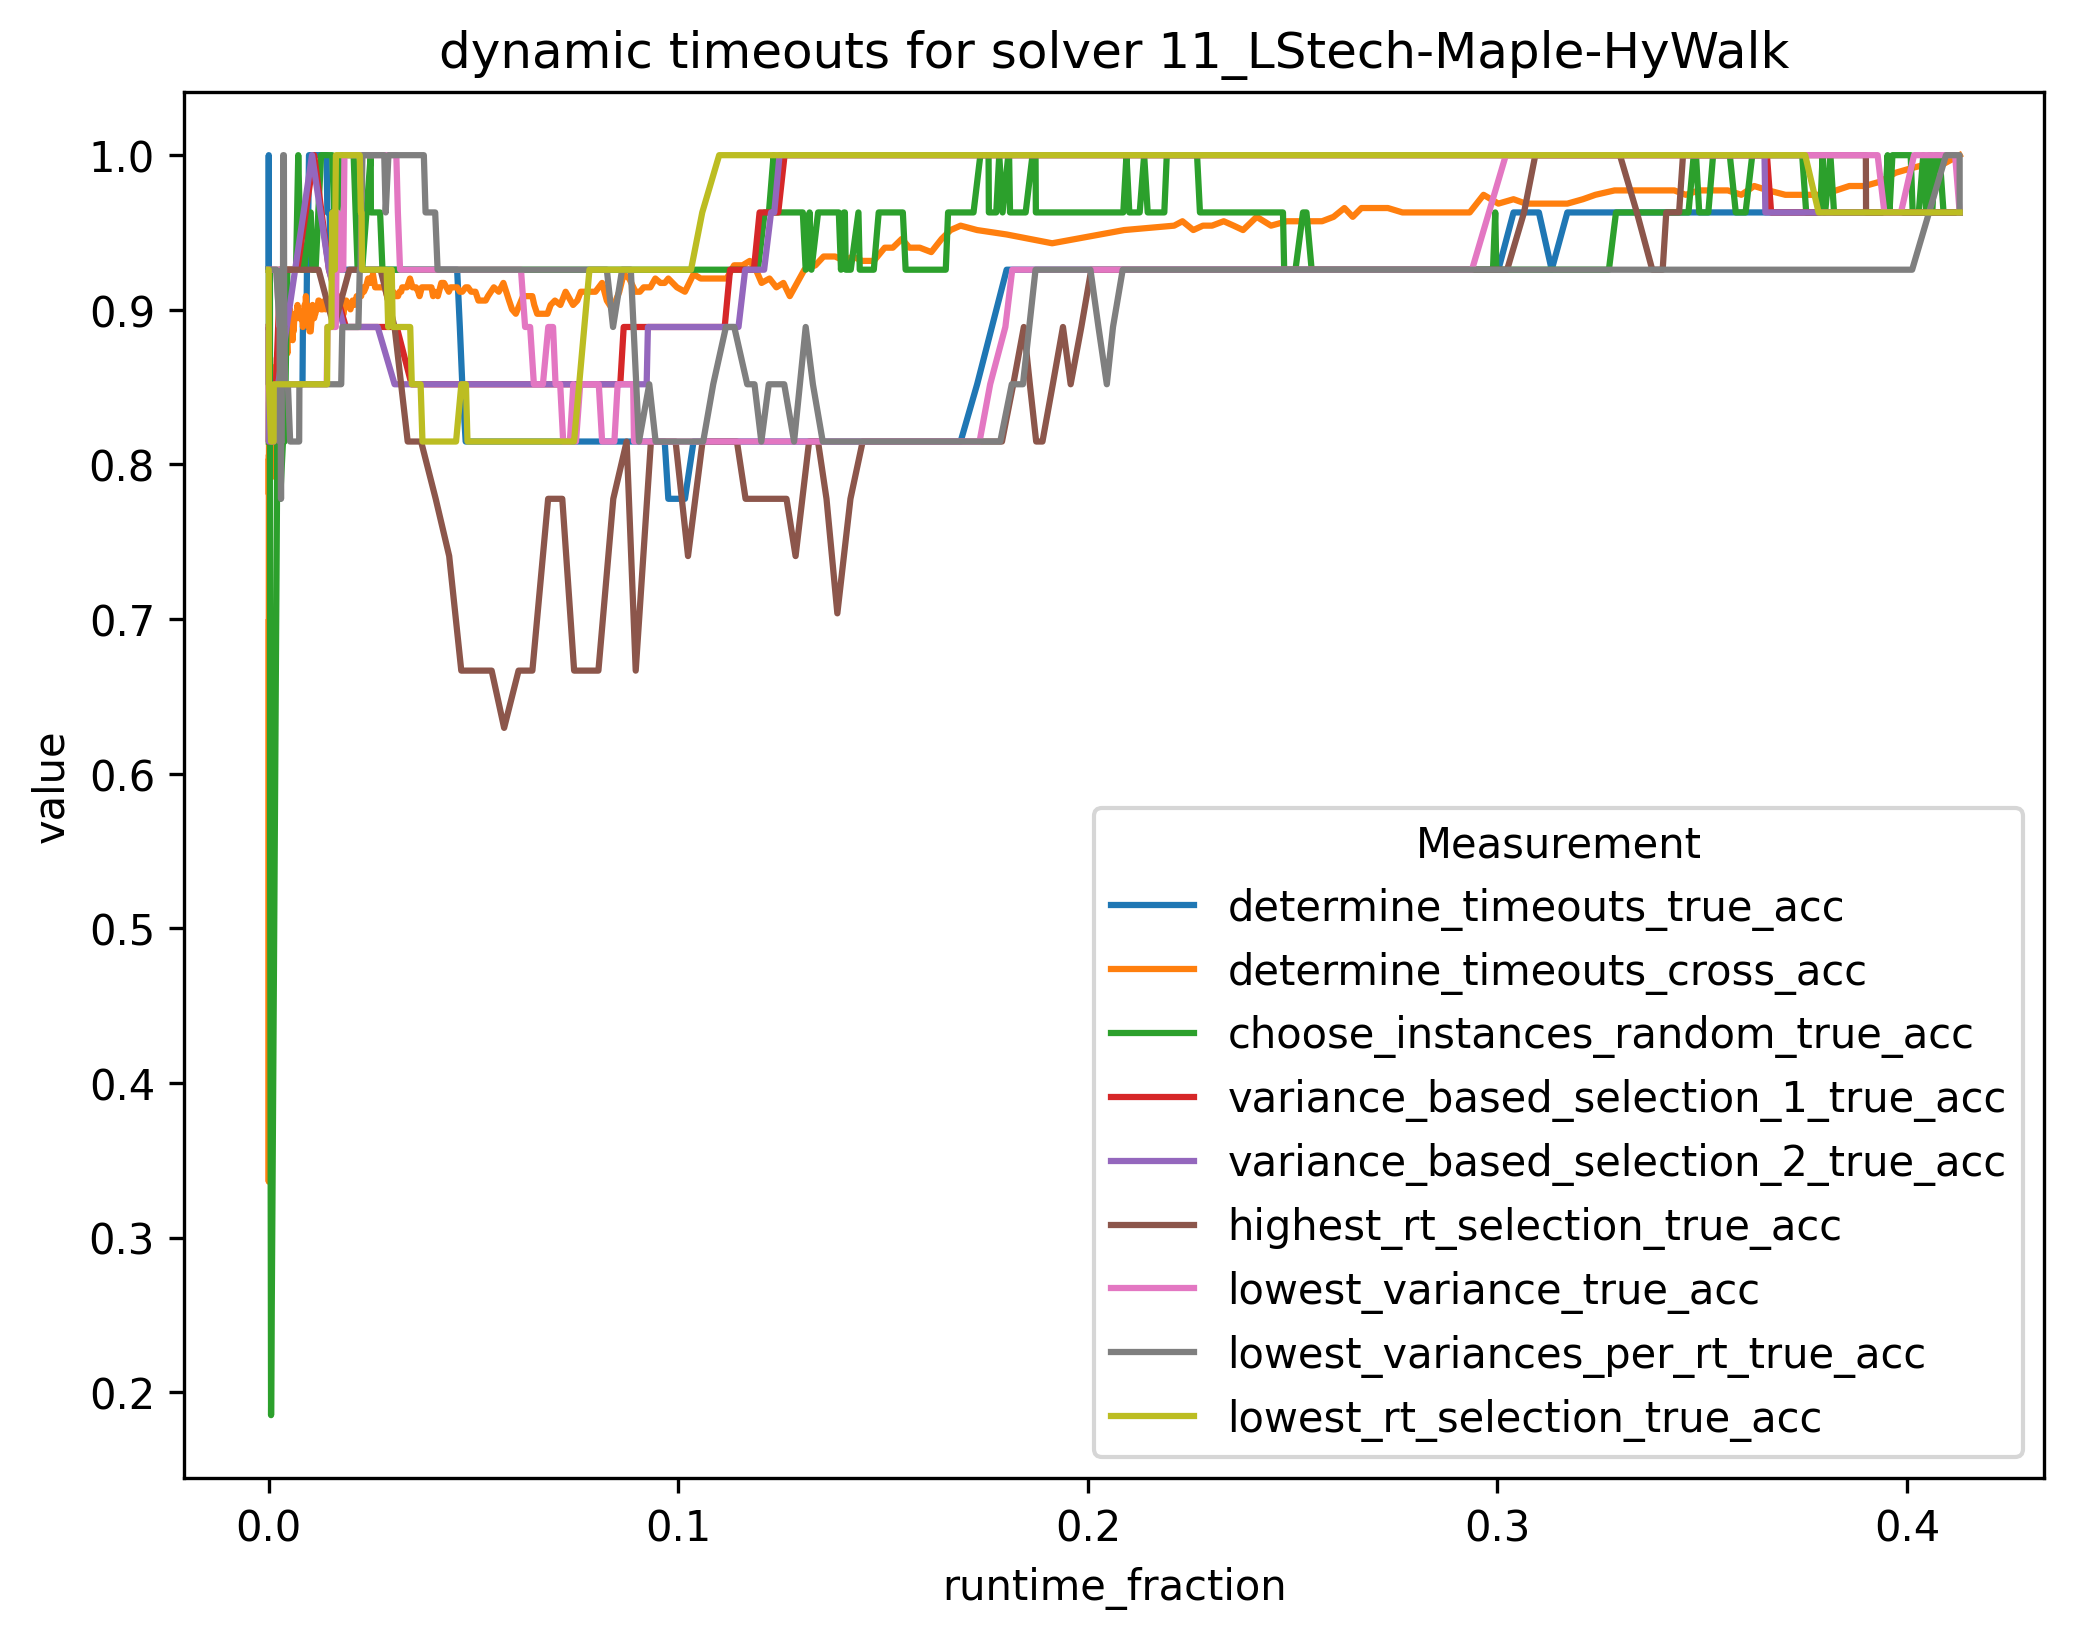 dynamic timeouts for solver 11_LStech-Maple-HyWalk
1.0
0.9
0.8
0.7
0.6
0.5
0.4
0.3
0.2
value
Measurement
determine_timeouts_true_acc
determine_timeouts_cross_acc
choose_instances_random_true_acc
variance_based_selection_1_true_acc
variance_based_selection_2_true_acc
highest_rt_selection_true_acc
lowest_variance_true_acc
lowest_variances_per_rt_true_acc
lowest_rt_selection_true_acc
0.0 0.1 0.2 0.3 0.4
runtime_fraction